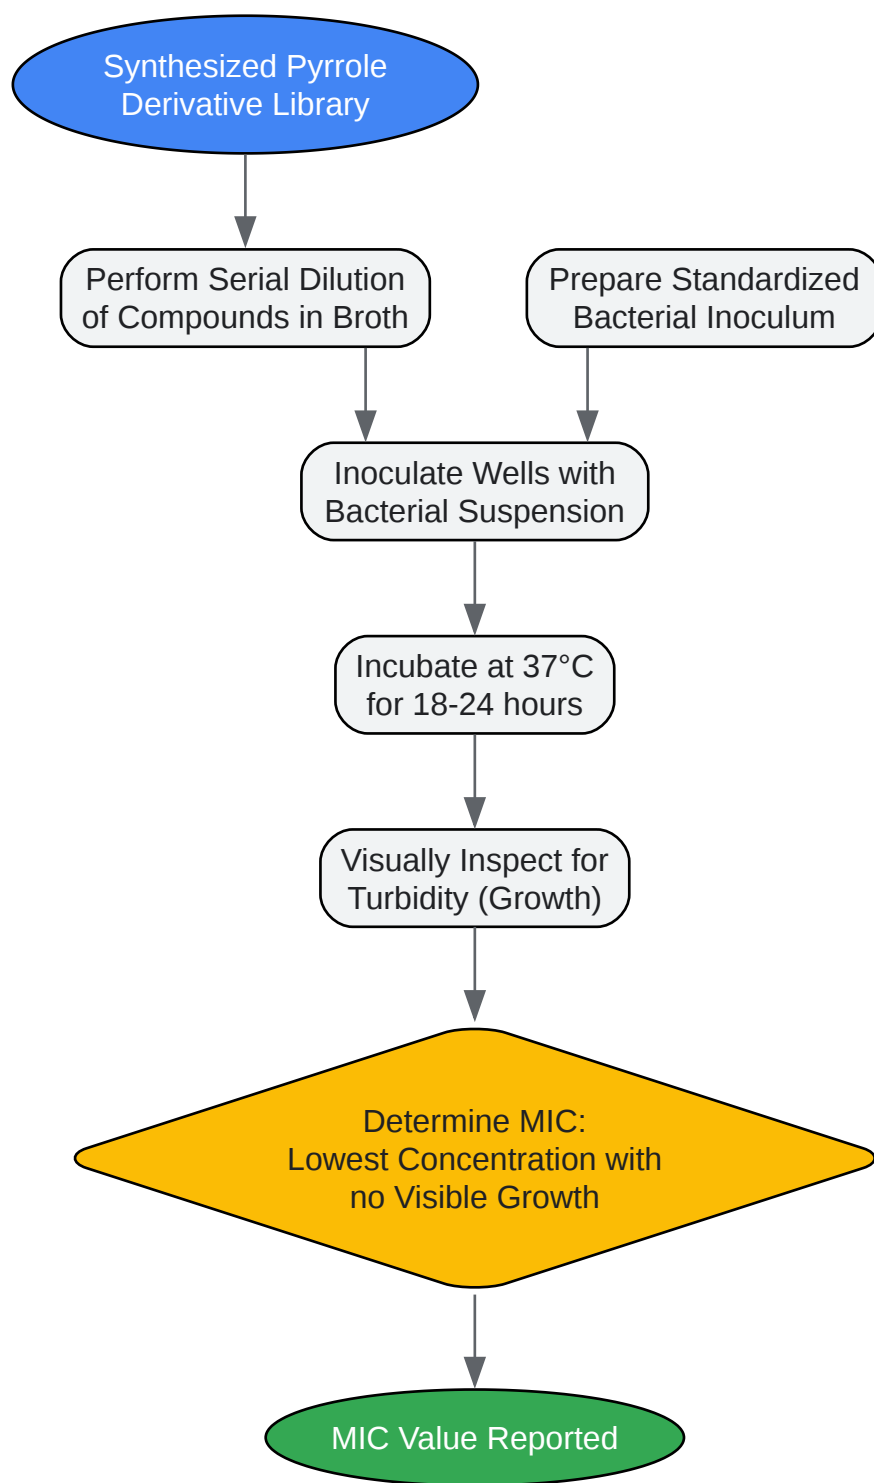 Synthesized Pyrrole
Derivative Library
Perform Serial Dilution
of Compounds in Broth
Prepare Standardized
Bacterial Inoculum
Inoculate Wells with
Bacterial Suspension
Incubate at 37°C
for 18-24 hours
Visually Inspect for
Turbidity (Growth)
Determine MIC:
Lowest Concentration with
no Visible Growth
MIC Value Reported